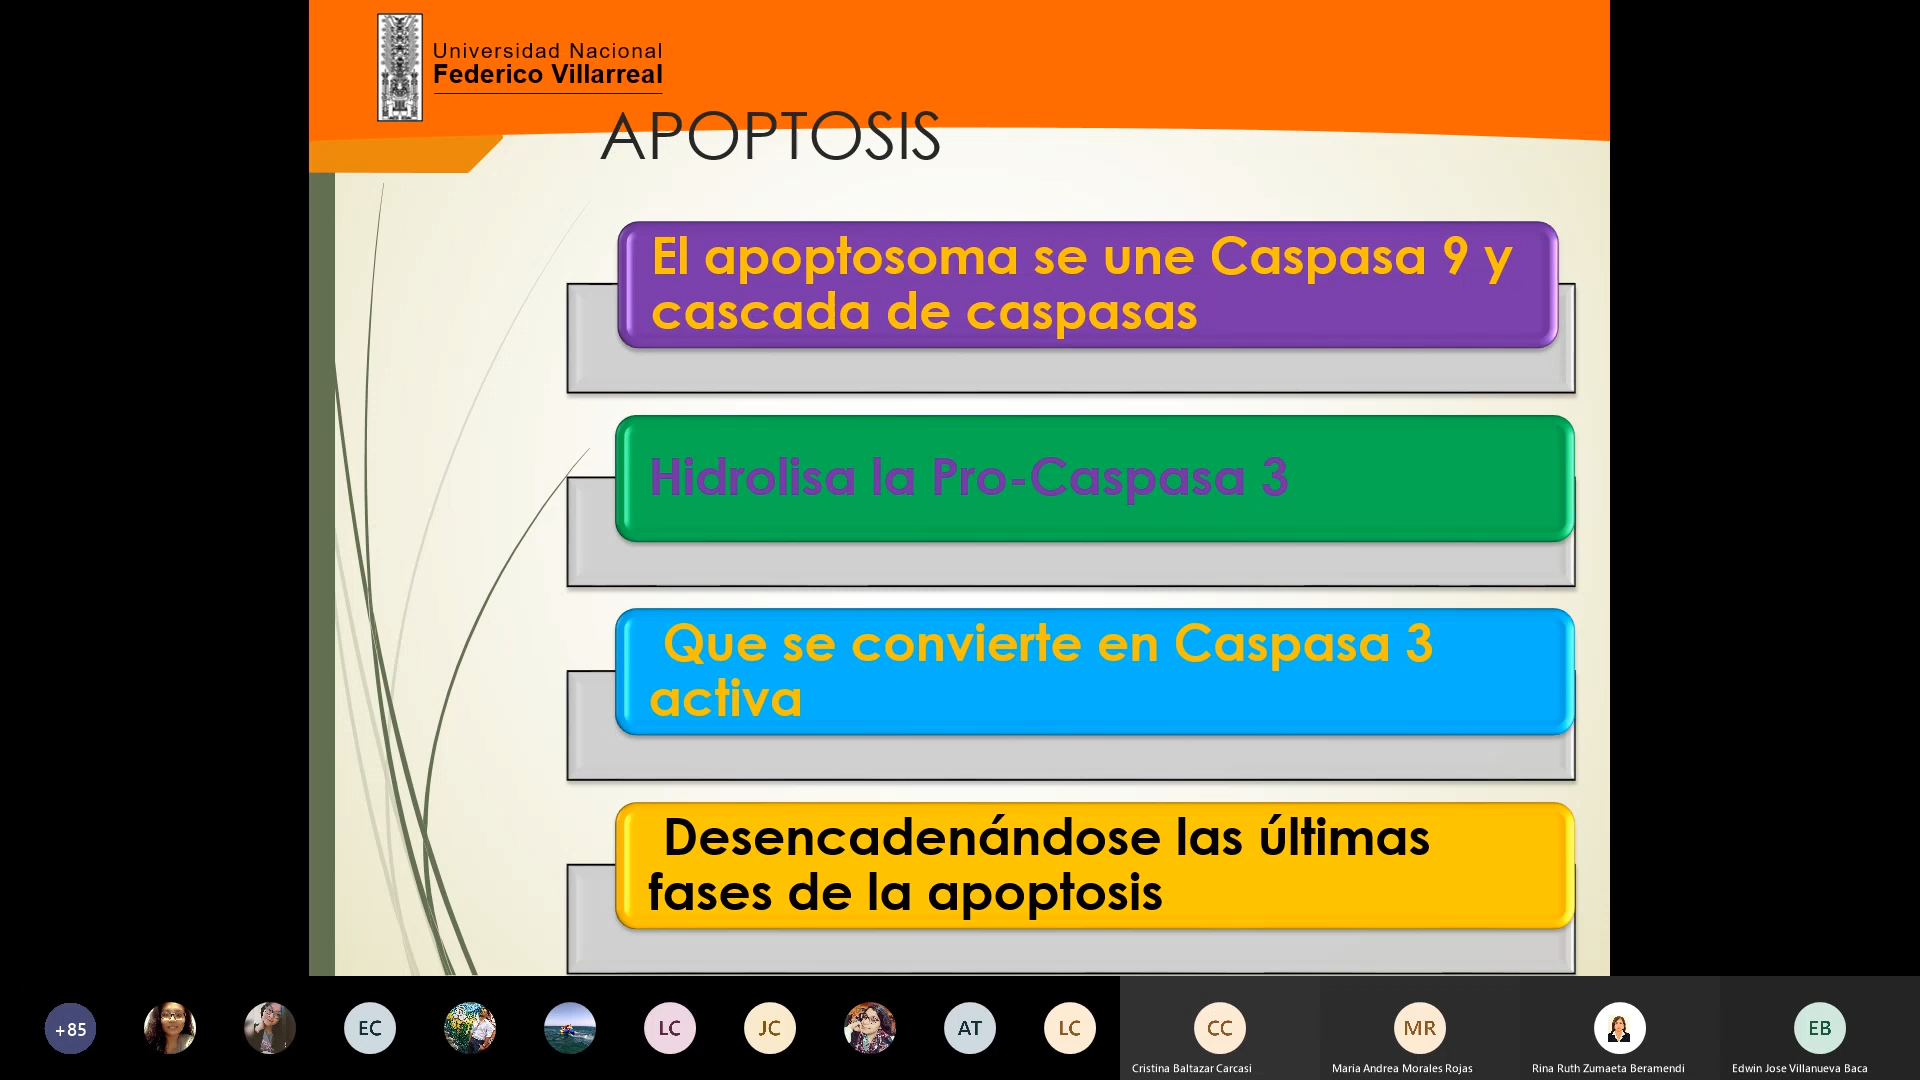 Universidad Nacional
Federico Villarreal
APOPTOSIS
El apoptosoma se une Caspasa 9 y
cascada de caspasas
Hidrolisa la Pro-Caspasa 3
Que se convierte en Caspasa 3
activa
Desencadenándose las últimas
fases de la apoptosis
+85
EC
LC
JC
AT
LC
CC
MR
EB
Cristina Baltazar Carcasi
Maria Andrea Morales Rojas
Rina Ruth Zumaeta Beramendi
Edwin Jose Villanueva Baca